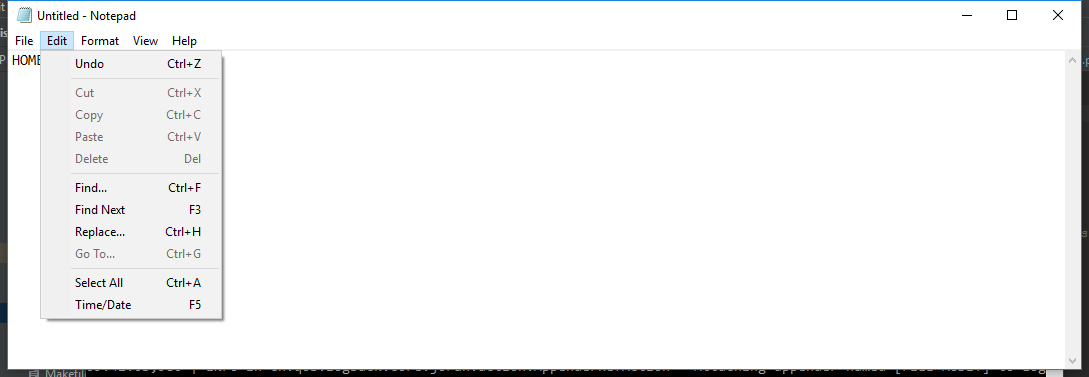 Untitled - Notepad
File Edit Format View Help
HOME
Undo Ctrl+Z
Cut Ctrl+X
Copy Ctrl+C
Paste Ctrl+V
Delete Del
Find... Ctrl+F
Find Next F3
Replace... Ctrl+H
Go To... Ctrl+G
Select All Ctrl+A
Time/Date F5